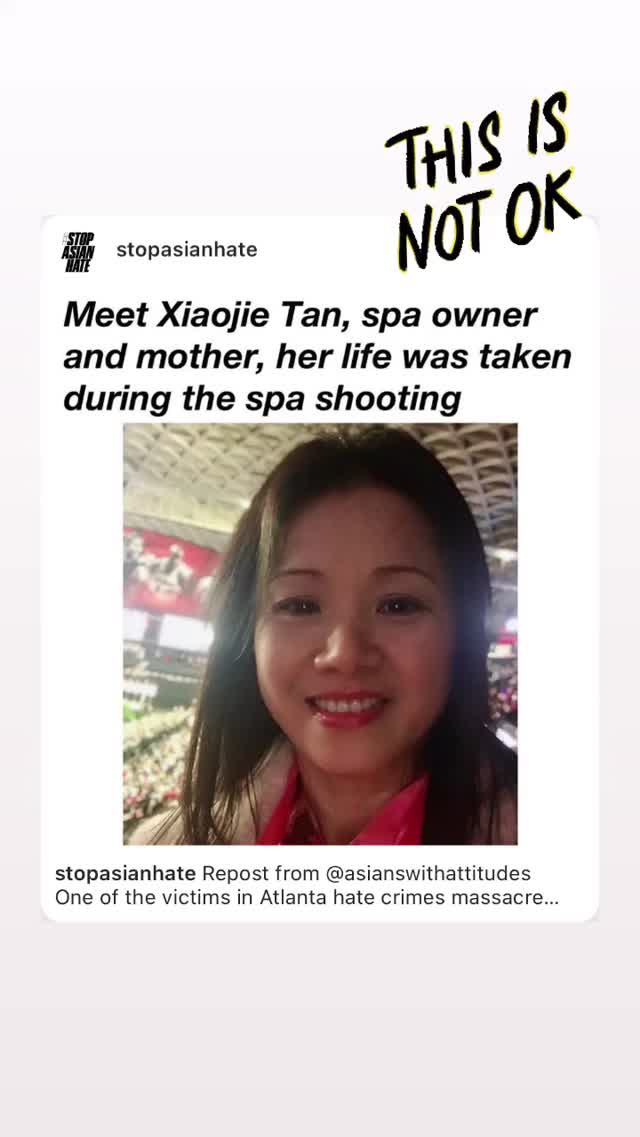 THIS IS
NOT OK
#STOP
ASIAN
HATE
stopasianhate
Meet Xiaojie Tan, spa owner
and mother, her life was taken
during the spa shooting
stopasianhate Repost from @asianswithattitudes
One of the victims in Atlanta hate crimes massacre...